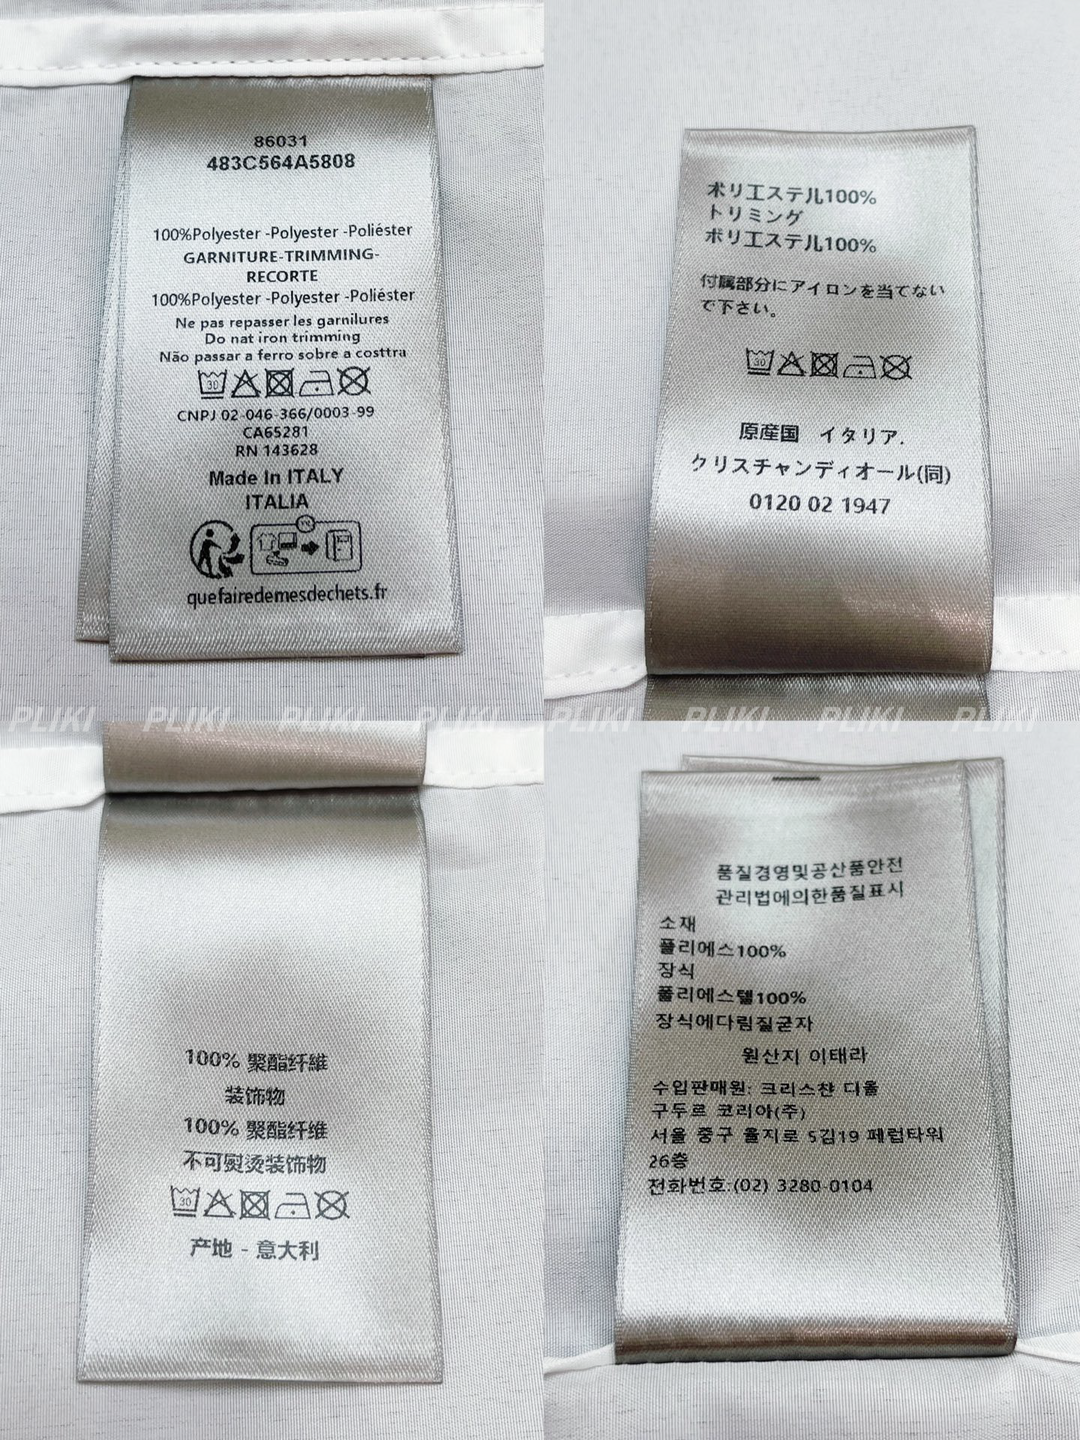 86031
483C564A5808
100%Polyester -Polyester -Poliéster
GARNITURE-TRIMMING-
RECORTE
100%Polyester -Polyester -Poliéster
Ne pas repasser les garnilures
Do nat iron trimming
Não passar a ferro sobre a costtra
30
CNPJ 02-046-366/0003-99
CA65281
RN 143628
Made In ITALY
ITALIA
quefairedemesdechets.fr
ポリエステル100%
トリミング
ポリエステル100%
付属部分にアイロンを当てない
で下さい。
30
原産国 イタリア.
クリスチャンディオール(同)
0120 02 1947
PLIKI PLIKI PLIKI PLIKI PLIKI PLIKI PLIKI PLIKI
100% 聚酯纤維
装饰物
100% 聚酯纤维
不可熨烫装饰物
30
产地 - 意大利
품질경영및공산품안전
관리법에의한품질표시
소재
폴리에스100%
장식
폴리에스텔100%
장식에다림질굳자
원산지 이태라
수입판매원: 크리스챤 디올
구두르 코리아(주)
서울 중구 을지로 5김19 페럼타워
26층
전화번호:(02) 3280-0104